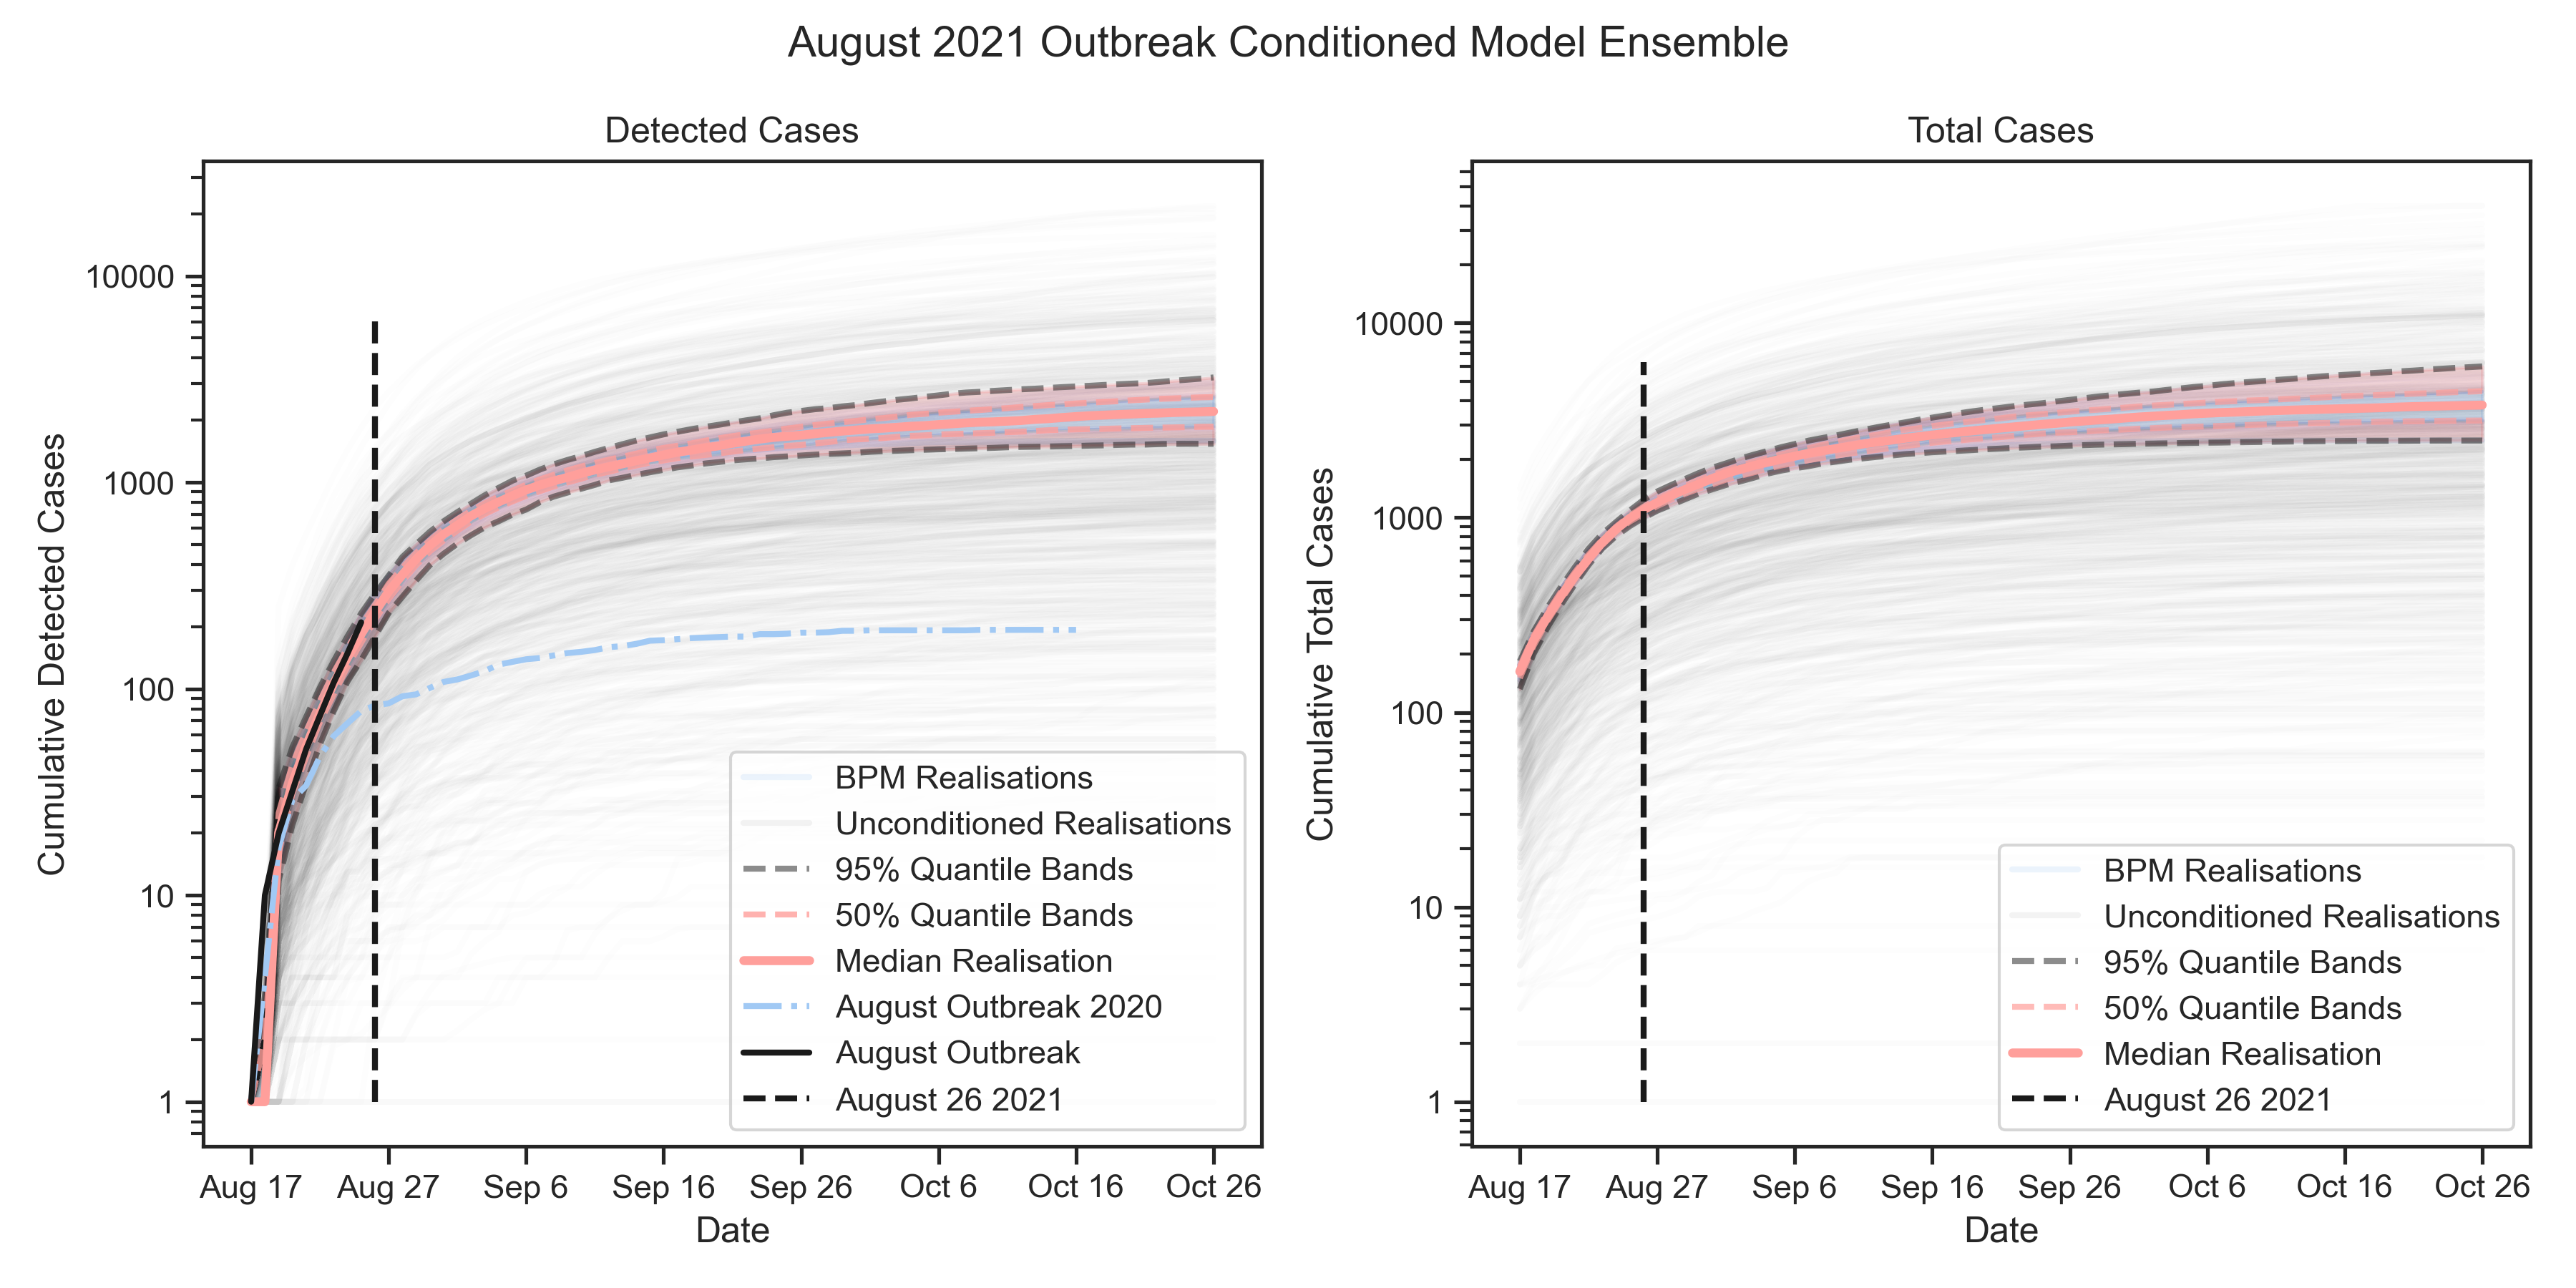 August 2021 Outbreak Conditioned Model Ensemble
Detected Cases
Cumulative Detected Cases
10000
1000
100
10
1
Aug 17 Aug 27 Sep 6 Sep 16 Sep 26 Oct 6 Oct 16 Oct 26
Date
BPM Realisations
Unconditioned Realisations
95% Quantile Bands
50% Quantile Bands
Median Realisation
August Outbreak 2020
August Outbreak
August 26 2021
Total Cases
Cumulative Total Cases
10000
1000
100
10
1
Aug 17 Aug 27 Sep 6 Sep 16 Sep 26 Oct 6 Oct 16 Oct 26
Date
BPM Realisations
Unconditioned Realisations
95% Quantile Bands
50% Quantile Bands
Median Realisation
August 26 2021